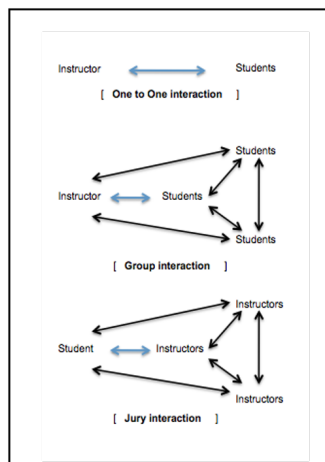 Instructor Students
[ One to One interaction ]
Students
Instructor Students
Students
[ Group interaction ]
Instructors
Student Instructors
Instructors
[ Jury interaction ]